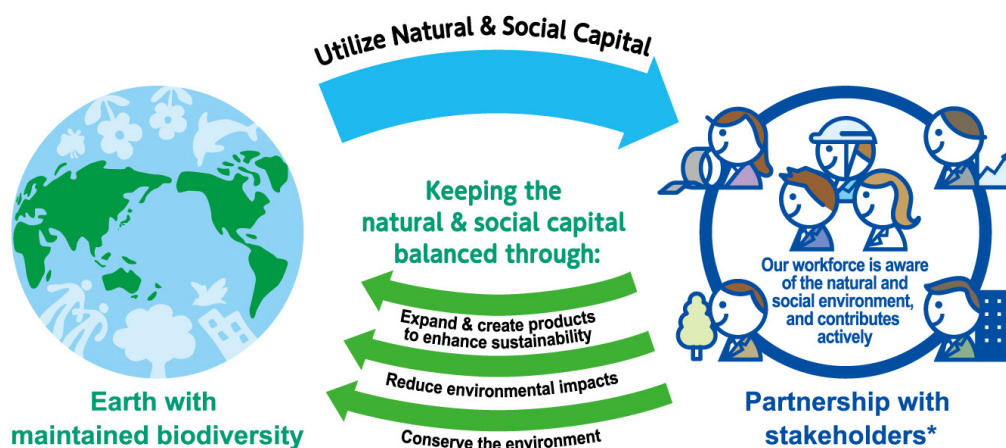 Utilize Natural & Social Capital
Keeping the
natural & social capital
balanced through:
Expand & create products
to enhance sustainability
Reduce environmental impacts
Conserve the environment
Earth with
maintained biodiversity
Our workforce is aware
of the natural and
social environment,
and contributes
actively
Partnership with
stakeholders*